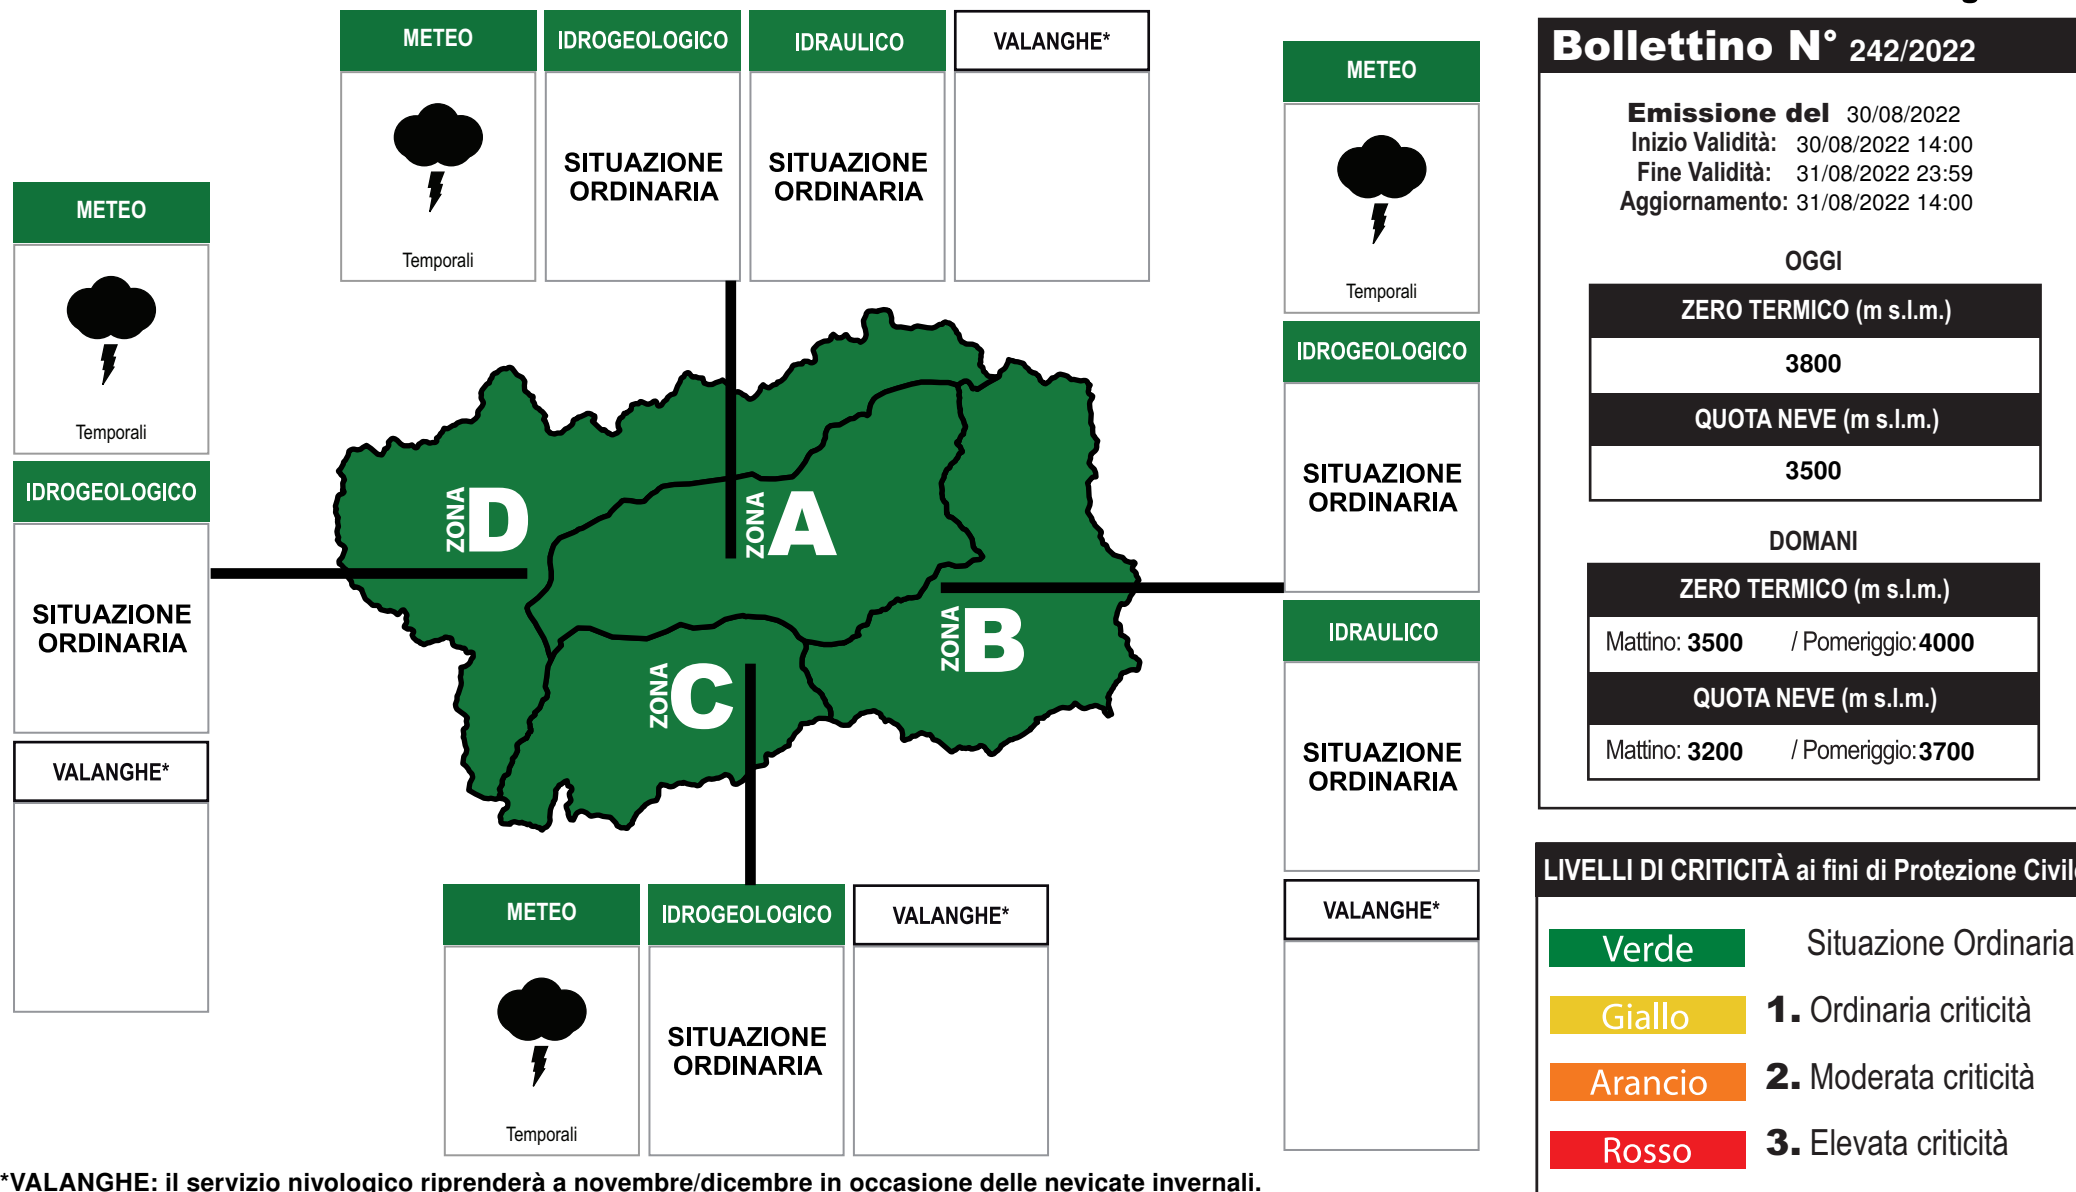 METEO
IDROGEOLOGICO
IDRAULICO
VALANGHE*
Temporali
SITUAZIONE
ORDINARIA
SITUAZIONE
ORDINARIA
METEO
Temporali
IDROGEOLOGICO
SITUAZIONE
ORDINARIA
VALANGHE*
ZONA D
ZONA A
ZONA B
ZONA C
METEO
Temporali
IDROGEOLOGICO
SITUAZIONE
ORDINARIA
IDRAULICO
SITUAZIONE
ORDINARIA
VALANGHE*
METEO
IDROGEOLOGICO
VALANGHE*
Temporali
SITUAZIONE
ORDINARIA
*VALANGHE: il servizio nivologico riprenderà a novembre/dicembre in occasione delle nevicate invernali.
Bollettino N° 242/2022
Emissione del 30/08/2022
Inizio Validità: 30/08/2022 14:00
Fine Validità: 31/08/2022 23:59
Aggiornamento: 31/08/2022 14:00
OGGI
ZERO TERMICO (m s.l.m.)
3800
QUOTA NEVE (m s.l.m.)
3500
DOMANI
ZERO TERMICO (m s.l.m.)
Mattino: 3500 / Pomeriggio: 4000
QUOTA NEVE (m s.l.m.)
Mattino: 3200 / Pomeriggio: 3700
LIVELLI DI CRITICITÀ ai fini di Protezione Civile
Verde Situazione Ordinaria
Giallo 1. Ordinaria criticità
Arancio 2. Moderata criticità
Rosso 3. Elevata criticità